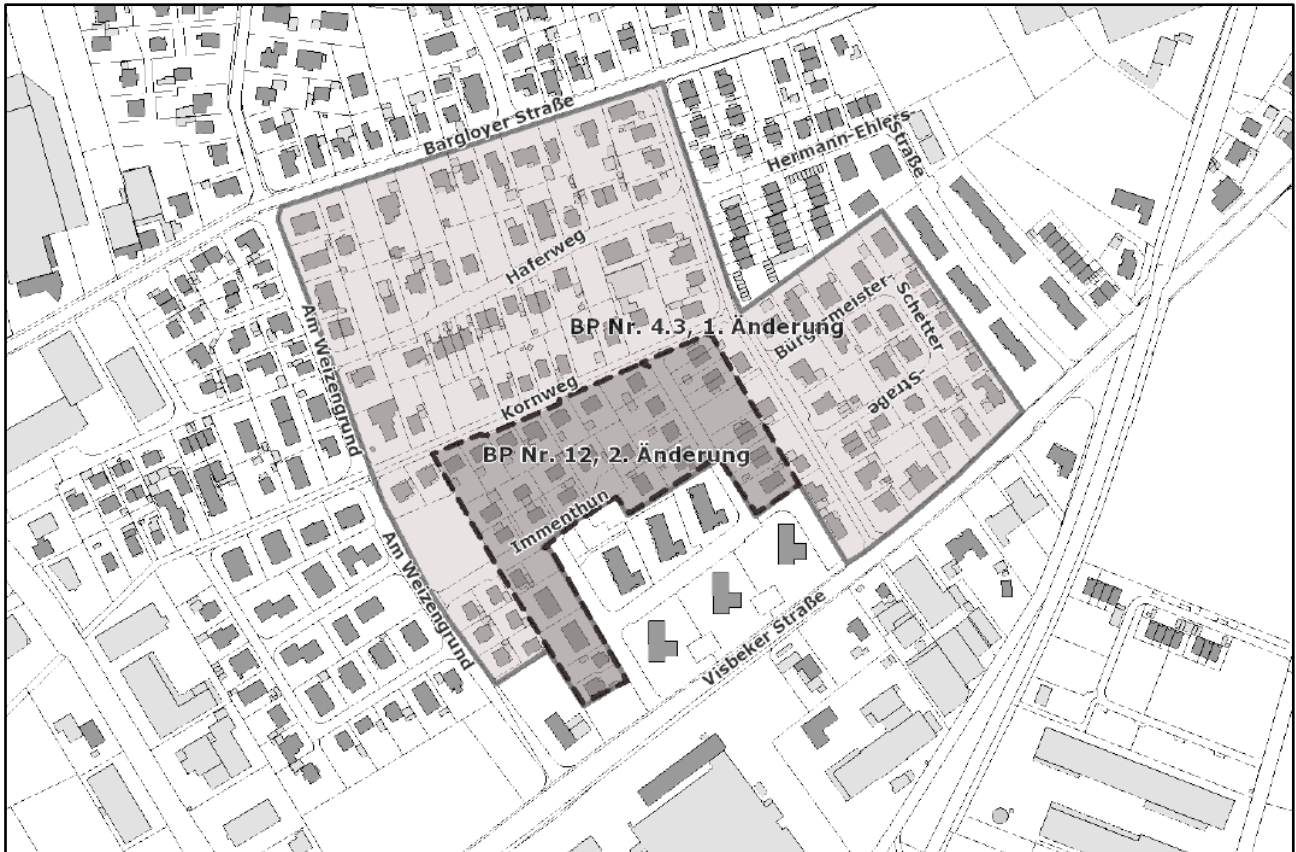 Bargloyer Straße
Hermann-Ehlers-
Straße
Haferweg
Am Weizengrund
BP Nr. 4.3, 1. Änderung
Bürgermeister-
Schetter
-Straße
Kornweg
BP Nr. 12, 2. Änderung
Immenthun
Am Weizengrund
Visbeker Straße